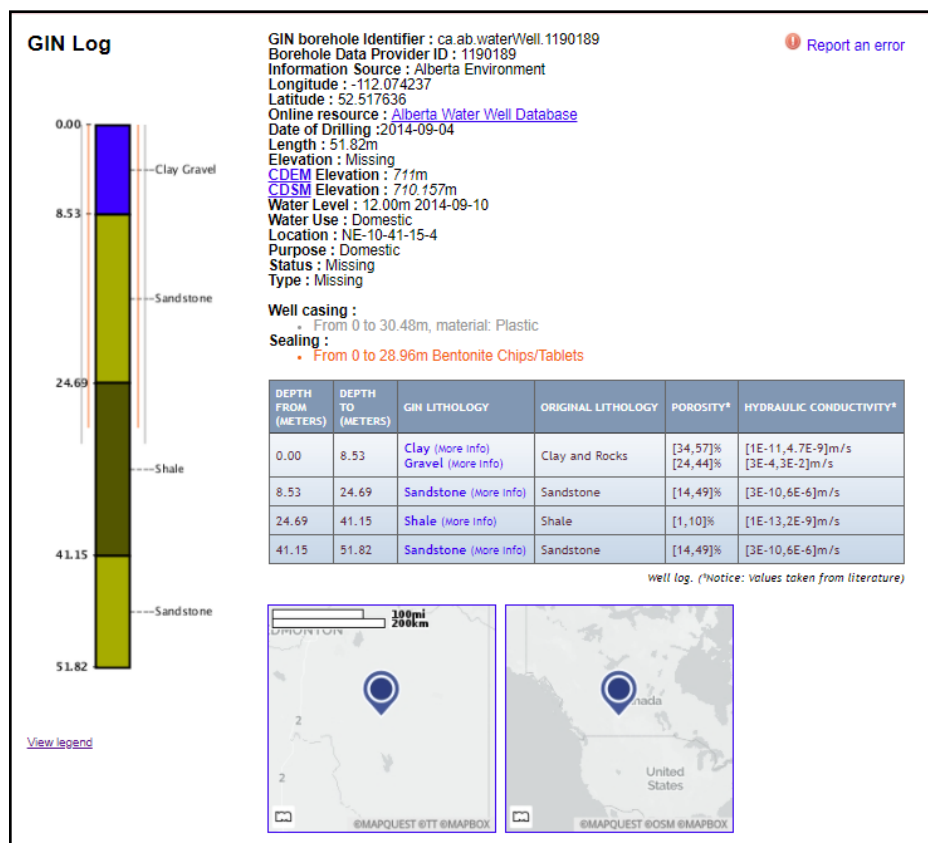 GIN Log
GIN borehole Identifier : ca.ab.waterWell.1190189
Borehole Data Provider ID : 1190189
Information Source : Alberta Environment
Longitude : -112.074237
Latitude : 52.517636
Online resource : Alberta Water Well Database
Date of Drilling :2014-09-04
Length : 51.82m
Elevation : Missing
CDEM Elevation : 711m
CDSM Elevation : 710.157m
Water Level : 12.00m 2014-09-10
Water Use : Domestic
Location : NE-10-41-15-4
Purpose : Domestic
Status : Missing
Type : Missing
Report an error
Well casing :
• From 0 to 30.48m, material: Plastic
Sealing :
• From 0 to 28.96m Bentonite Chips/Tablets
0.00
Clay Gravel
8.53
Sandstone
24.69
Shale
41.15
Sandstone
51.82
View legend
DEPTH FROM (METERS) DEPTH TO (METERS) GIN LITHOLOGY ORIGINAL LITHOLOGY POROSITY* HYDRAULIC CONDUCTIVITY*
0.00 8.53 Clay (More Info) Clay and Rocks [34,57]% [1E-11,4.7E-9]m/s
Gravel (More Info) [24,44]% [3E-4,3E-2]m/s
8.53 24.69 Sandstone (More Info) Sandstone [14,49]% [3E-10,6E-6]m/s
24.69 41.15 Shale (More Info) Shale [1,10]% [1E-13,2E-9]m/s
41.15 51.82 Sandstone (More Info) Sandstone [14,49]% [3E-10,6E-6]m/s
Well log. (*Notice: Values taken from literature)
100mi
200km
DMONTON
2
2
©MAPQUEST ©TT ©MAPBOX
nada
United
States
©MAPQUEST ©OSM ©MAPBOX